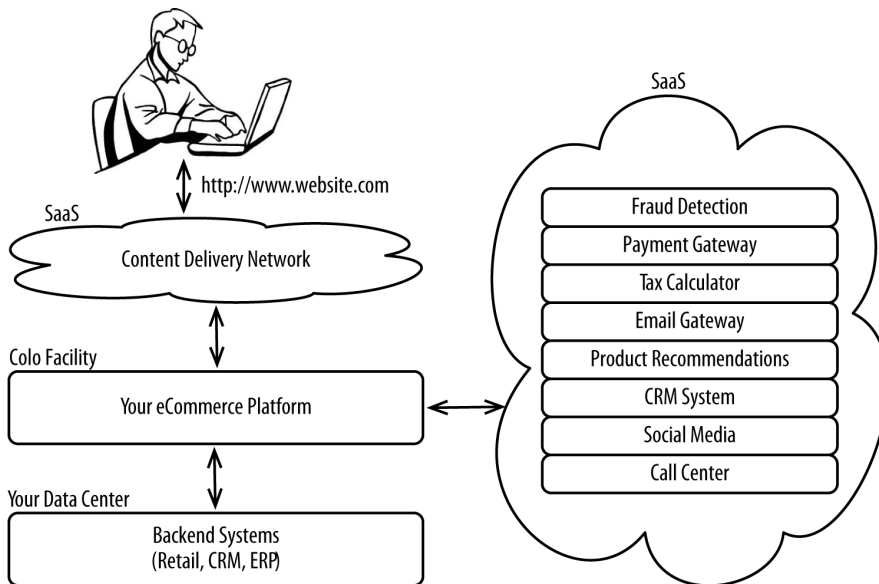 http://www.website.com
SaaS
Content Delivery Network
Colo Facility
Your eCommerce Platform
Your Data Center
Backend Systems
(Retail, CRM, ERP)
SaaS
Fraud Detection
Payment Gateway
Tax Calculator
Email Gateway
Product Recommendations
CRM System
Social Media
Call Center